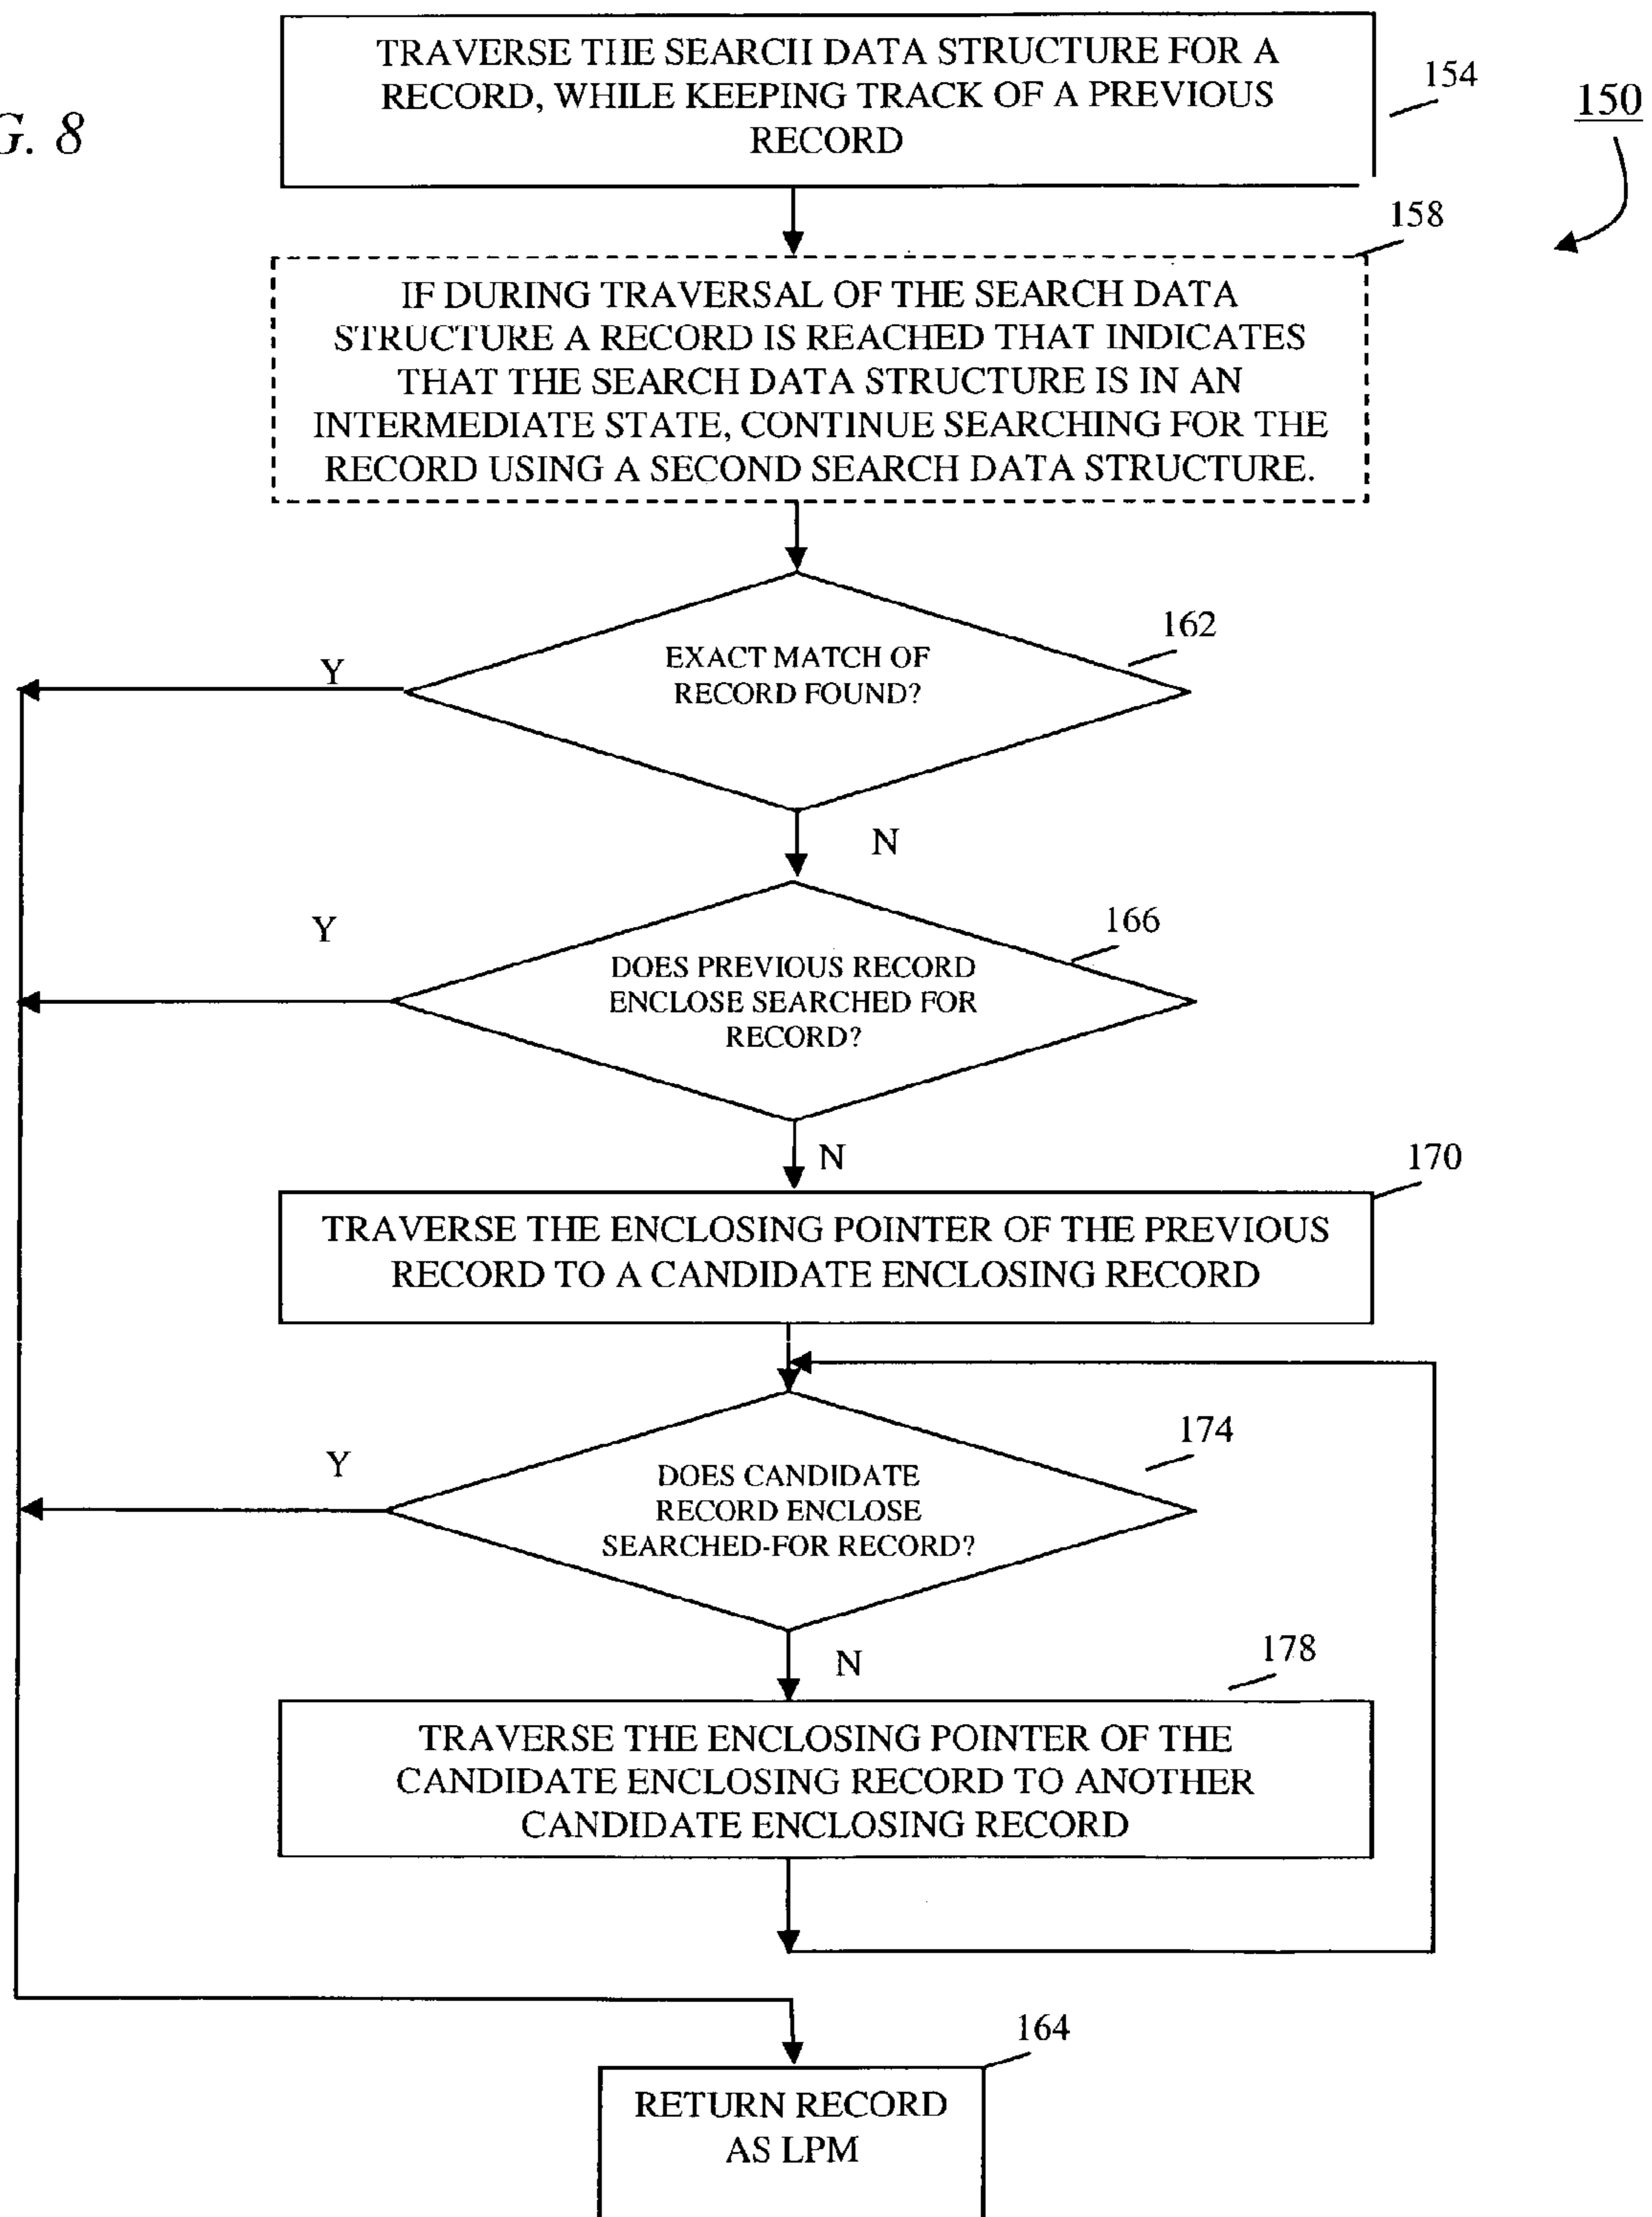 G. 8
150
TRAVERSE THE SEARCH DATA STRUCTURE FOR A
RECORD, WHILE KEEPING TRACK OF A PREVIOUS
RECORD
154
158
IF DURING TRAVERSAL OF THE SEARCH DATA
STRUCTURE A RECORD IS REACHED THAT INDICATES
THAT THE SEARCH DATA STRUCTURE IS IN AN
INTERMEDIATE STATE, CONTINUE SEARCHING FOR THE
RECORD USING A SECOND SEARCH DATA STRUCTURE.
162
EXACT MATCH OF
RECORD FOUND?
Y
N
166
DOES PREVIOUS RECORD
ENCLOSE SEARCHED FOR
RECORD?
Y
N
170
TRAVERSE THE ENCLOSING POINTER OF THE PREVIOUS
RECORD TO A CANDIDATE ENCLOSING RECORD
174
DOES CANDIDATE
RECORD ENCLOSE
SEARCHED-FOR RECORD?
Y
N
178
TRAVERSE THE ENCLOSING POINTER OF THE
CANDIDATE ENCLOSING RECORD TO ANOTHER
CANDIDATE ENCLOSING RECORD
164
RETURN RECORD
AS LPM